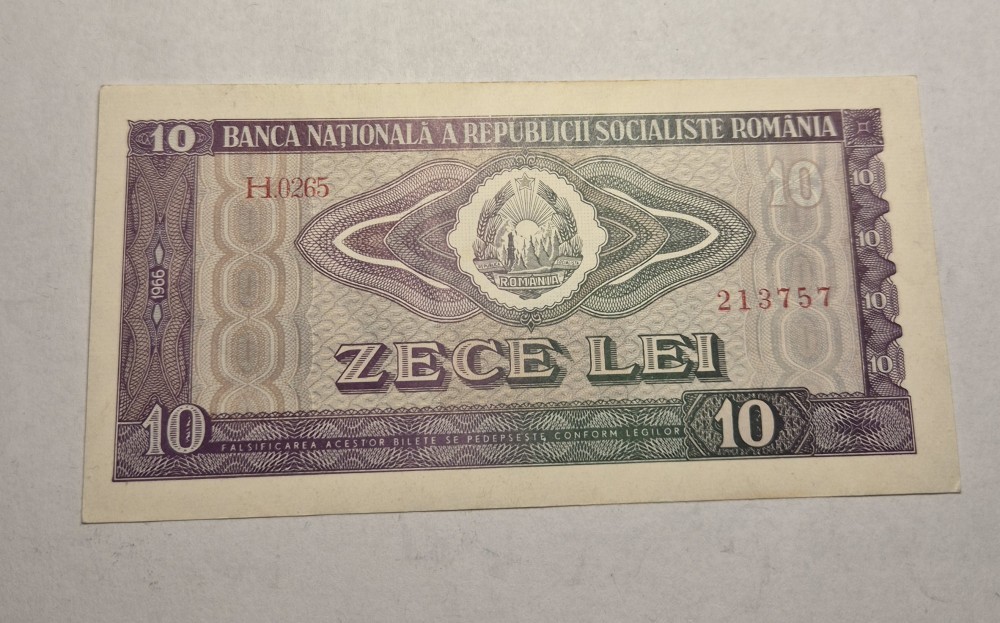 10 BANCA NAȚIONALĂ A REPUBLICII SOCIALISTE ROMÂNIA
H.0265
10
10
10
1966
ROMÂNIA
213757
10
ZECE LEI
10
10
10
FALSIFICAREA ACESTOR BILETE SE PEDEPSEȘTE CONFORM LEGILOR